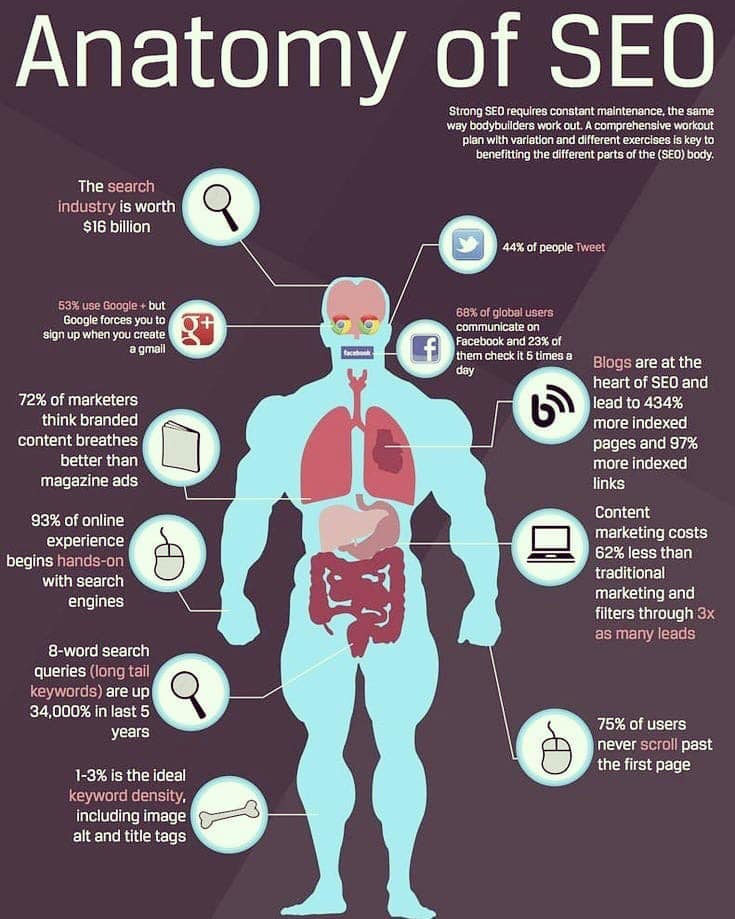 Anatomy of SEO
Strong SEO requires constant maintenance, the same
way bodybuilders work out. A comprehensive workout
plan with variation and different exercises is key to
benefitting the different parts of the (SEO) body.
The search
industry is worth
$16 billion
44% of people Tweet
53% use Google + but
Google forces you to
sign up when you create
a gmail
g+
68% of global users
communicate on
Facebook and 23% of
them check it 5 times a
day
facebook
f
Blogs are at the
heart of SEO and
lead to 434%
more indexed
pages and 97%
more indexed
links
b
72% of marketers
think branded
content breathes
better than
magazine ads
93% of online
experience
begins hands-on
with search
engines
Content
marketing costs
62% less than
traditional
marketing and
filters through 3x
as many leads
8-word search
queries (long tail
keywords) are up
34,000% in last 5
years
75% of users
never scroll past
the first page
1-3% is the ideal
keyword density,
including image
alt and title tags